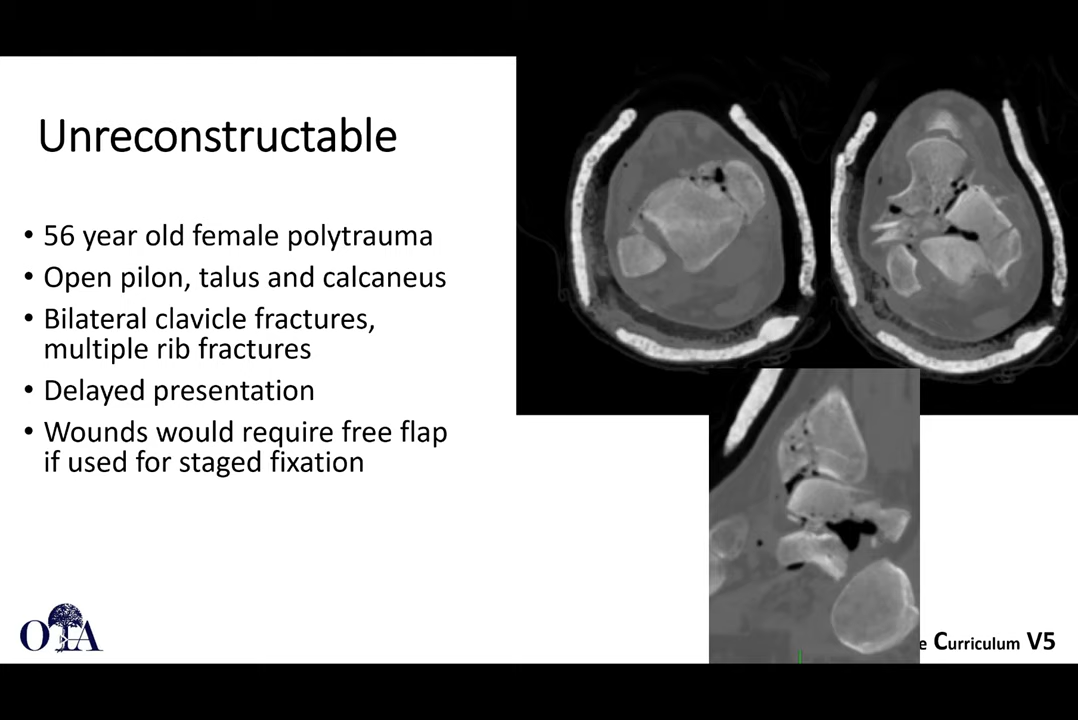 Unreconstructable
• 56 year old female polytrauma
• Open pilon, talus and calcaneus
• Bilateral clavicle fractures,
multiple rib fractures
• Delayed presentation
• Wounds would require free flap
if used for staged fixation
OTA
e Curriculum V5